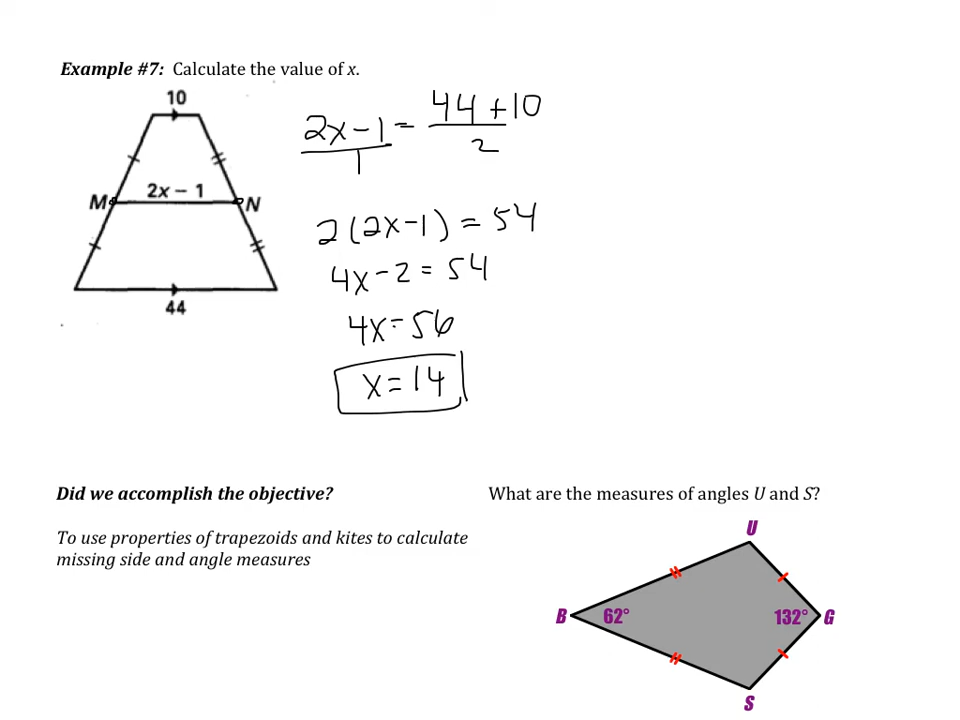 Example #7: Calculate the value of x.
10
2x − 1
M
N
44
2x-1/1 = 44+10/2
2(2x-1) = 54
4x-2 = 54
4x=56
x=14
Did we accomplish the objective?
To use properties of trapezoids and kites to calculate
missing side and angle measures
What are the measures of angles U and S?
U
B
62°
132°
G
S